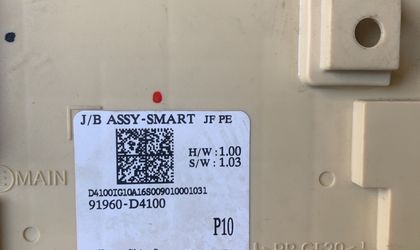 J/B ASSY-SMART JF PE
H/W : 1.00
S/W : 1.03
MAIN
D4100IG10A16S009010001031
91960-D4100
P10